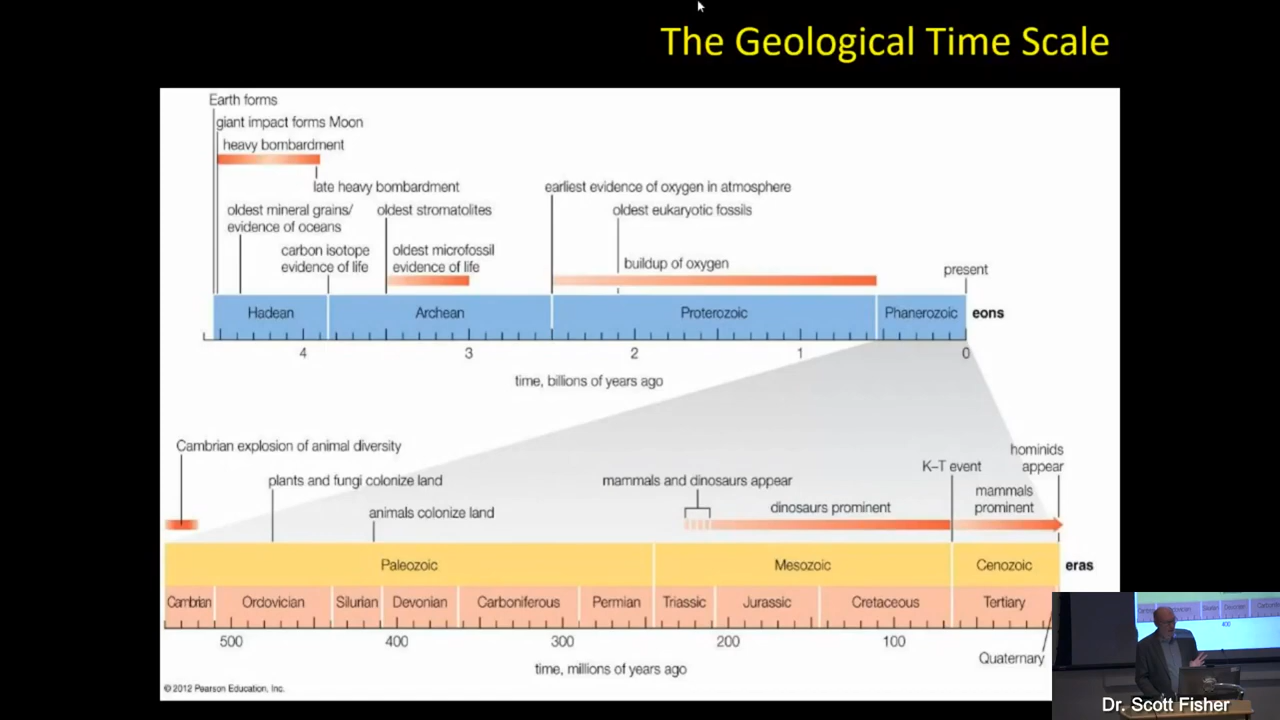 The Geological Time Scale
Earth forms
giant impact forms Moon
heavy bombardment
late heavy bombardment
earliest evidence of oxygen in atmosphere
oldest mineral grains/
evidence of oceans
oldest stromatolites
oldest eukaryotic fossils
carbon isotope
evidence of life
oldest microfossil
evidence of life
buildup of oxygen
present
Hadean
Archean
Proterozoic
Phanerozoic
eons
4
3
2
1
0
time, billions of years ago
Cambrian explosion of animal diversity
plants and fungi colonize land
animals colonize land
mammals and dinosaurs appear
dinosaurs prominent
K–T event
mammals
prominent
hominids
appear
Paleozoic
Mesozoic
Cenozoic
eras
Cambrian
Ordovician
Silurian
Devonian
Carboniferous
Permian
Triassic
Jurassic
Cretaceous
Tertiary
500
400
300
200
100
Quaternary
time, millions of years ago
© 2012 Pearson Education, Inc.
Dr. Scott Fisher